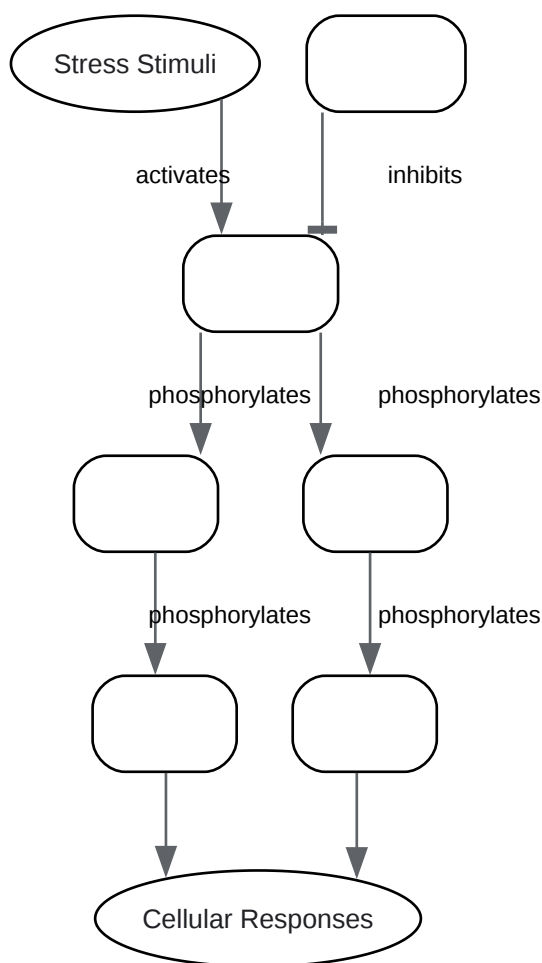 Stress Stimuli
activates
inhibits
phosphorylates
phosphorylates
phosphorylates
phosphorylates
Cellular Responses